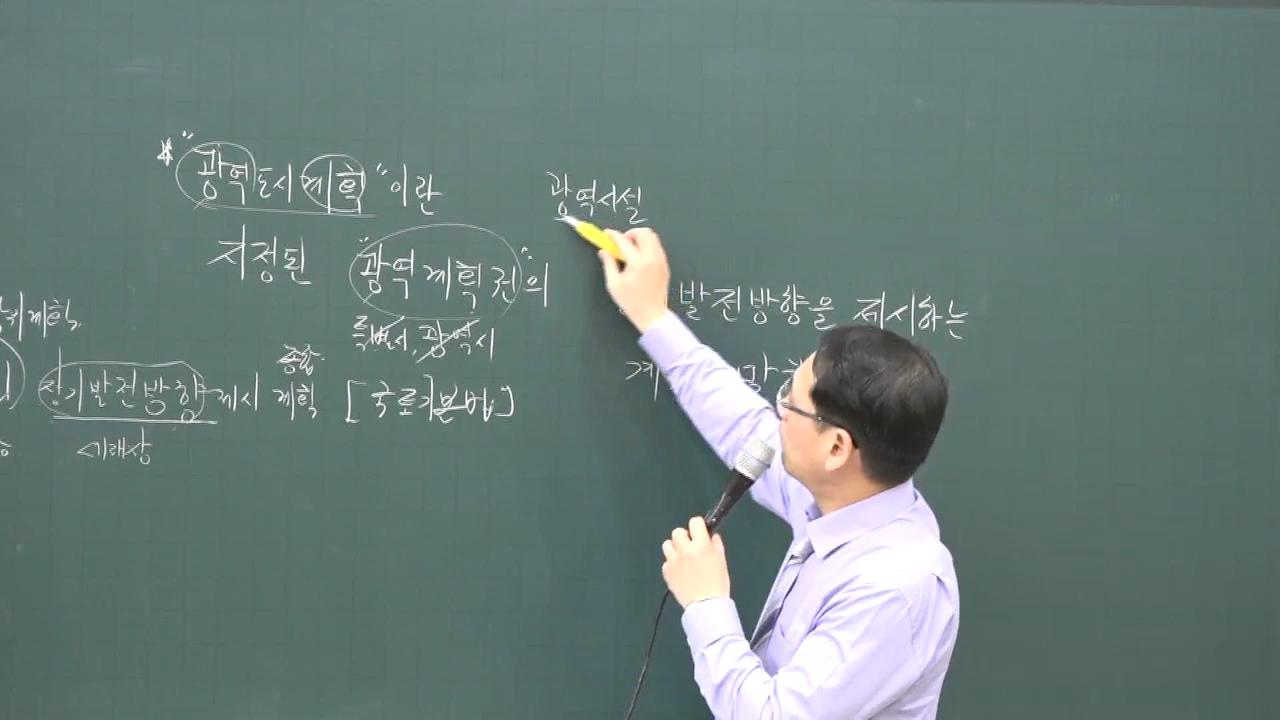 * "광역도시계획"이란
광역시설
지정된 "광역계획권"의
발전방향을 제시하는
계획
특별시, 광역시
종합
장기발전방향 제시 계획 [국토기본법]
미래상